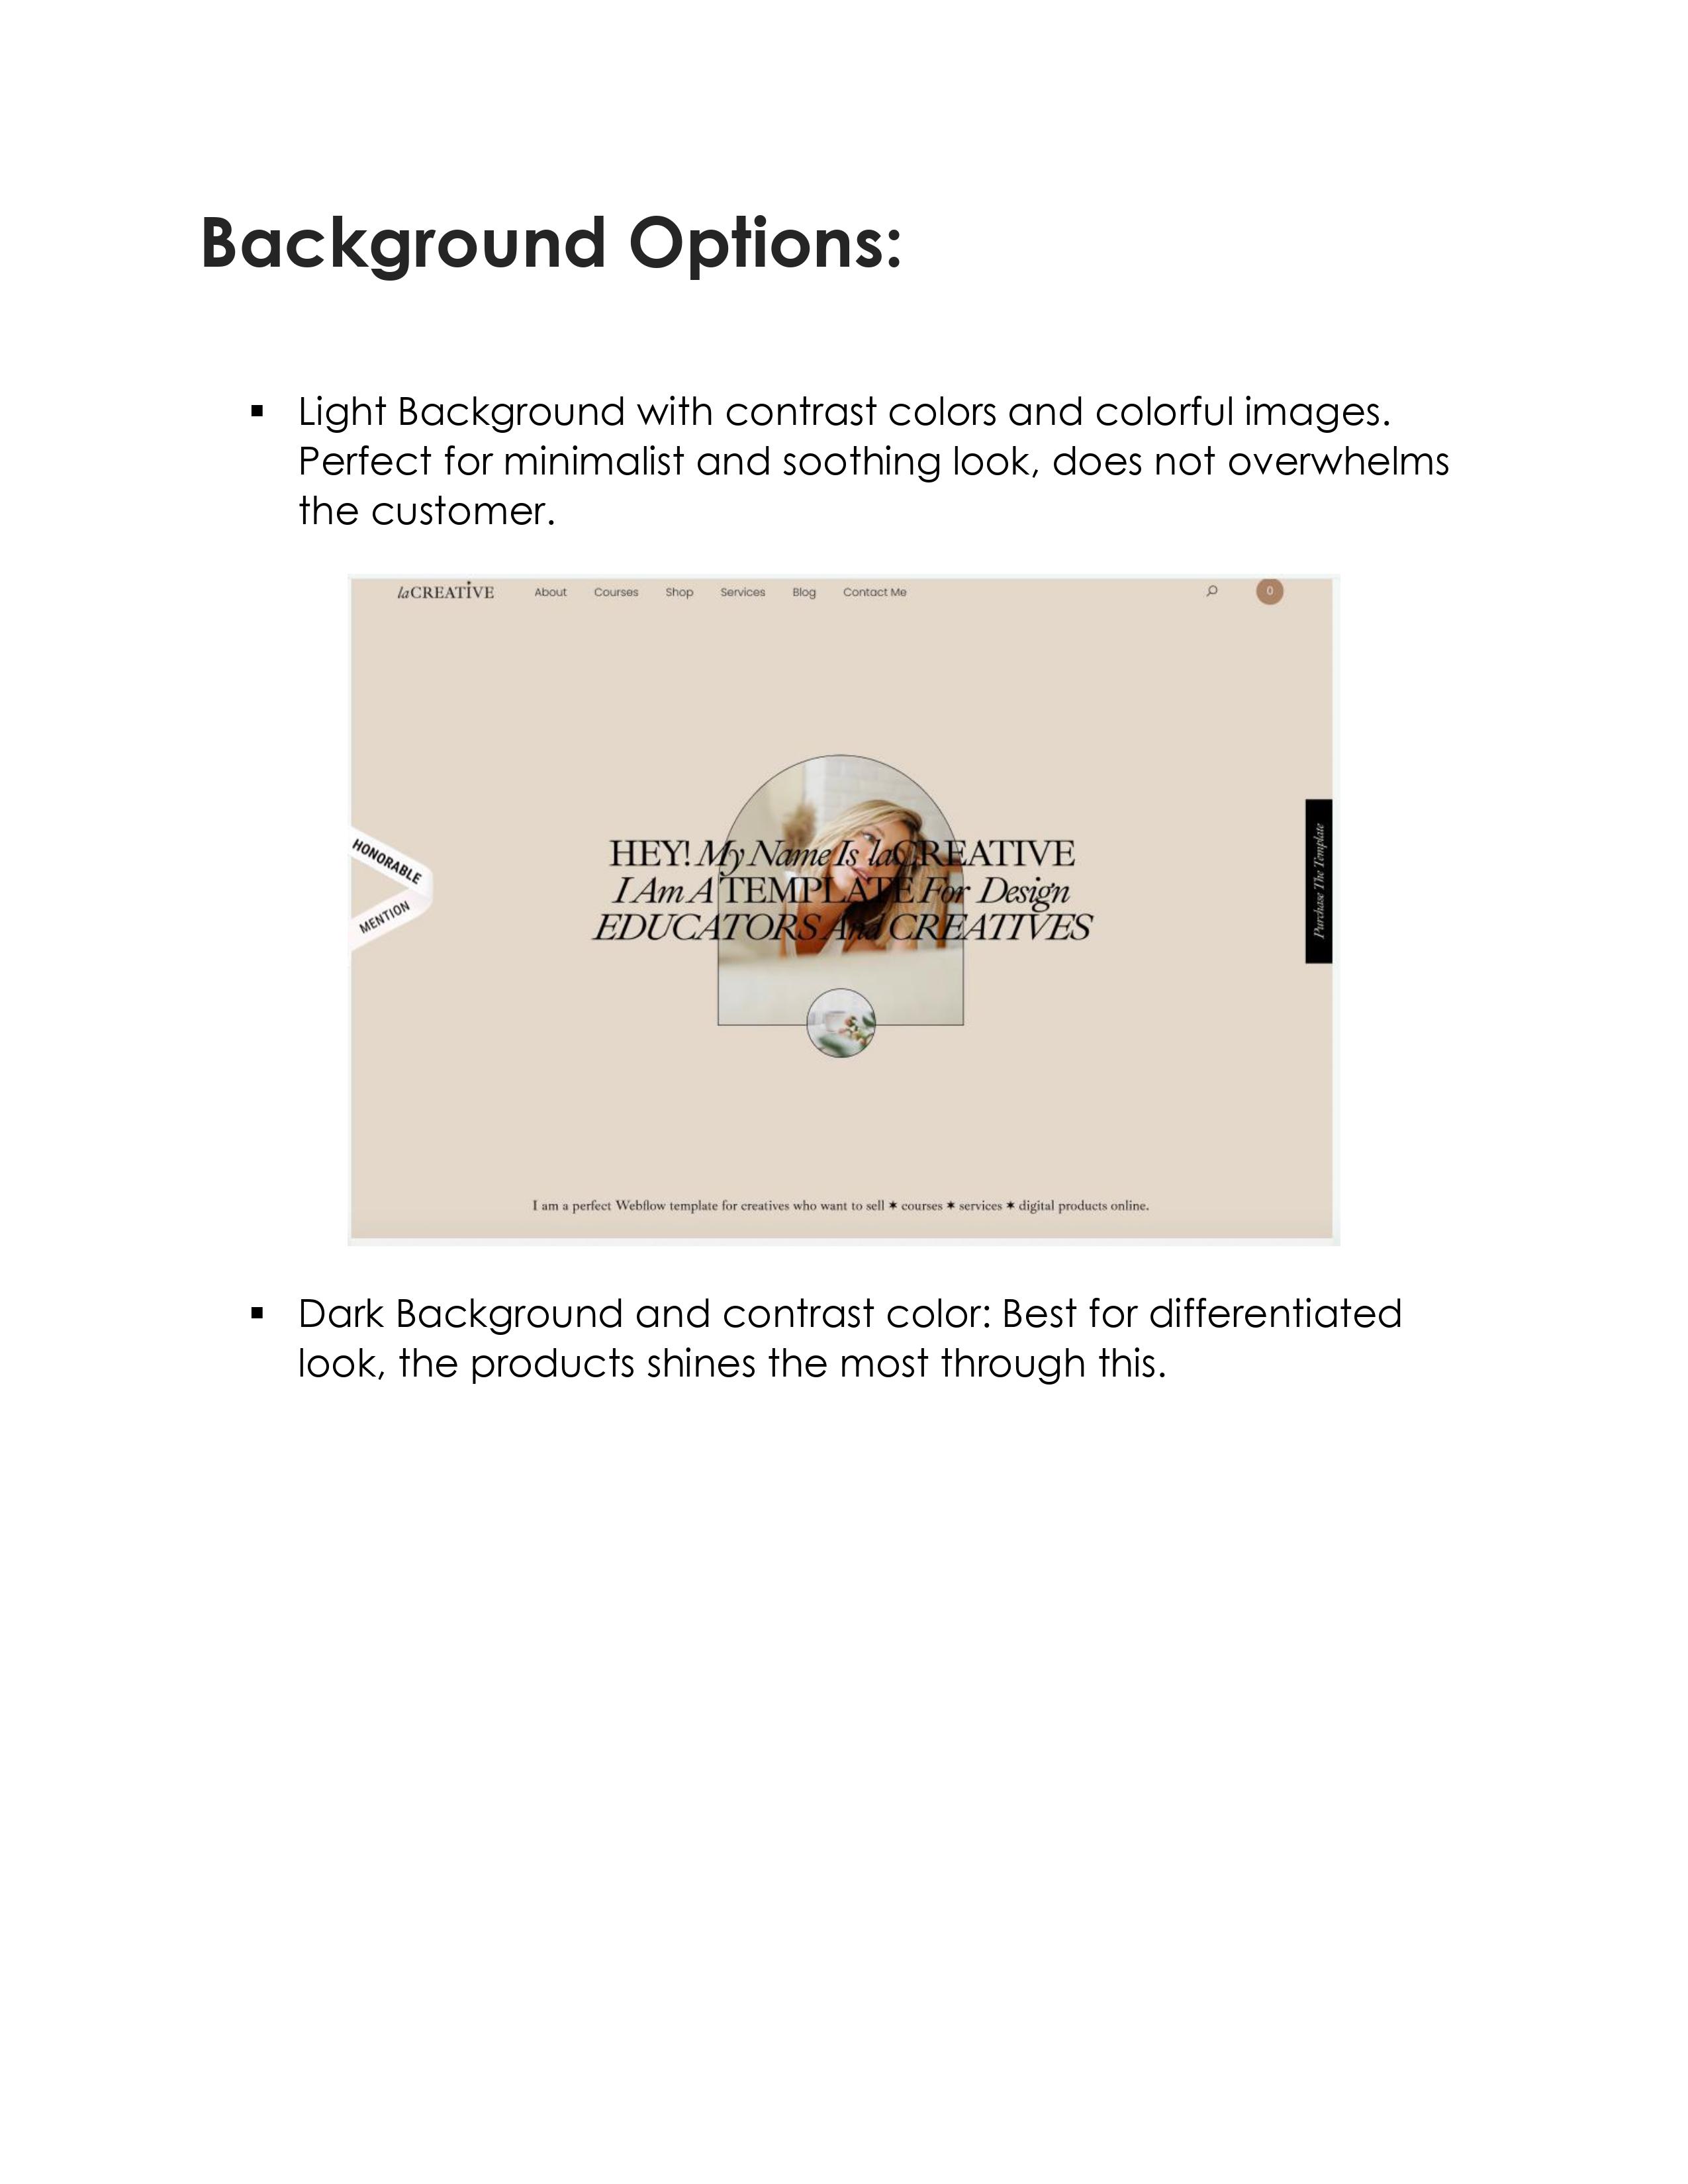 Background Options:
▪ Light Background with contrast colors and colorful images.
Perfect for minimalist and soothing look, does not overwhelms
the customer.
laCREATIVE About Courses Shop Services Blog Contact Me 0
HONORABLE
MENTION
HEY! My Name Is laCREATIVE
I Am A TEMPLATE For Design
EDUCATORS And CREATIVES
Purchase The Template
I am a perfect Webflow template for creatives who want to sell ✶ courses ✶ services ✶ digital products online.
▪ Dark Background and contrast color: Best for differentiated
look, the products shines the most through this.